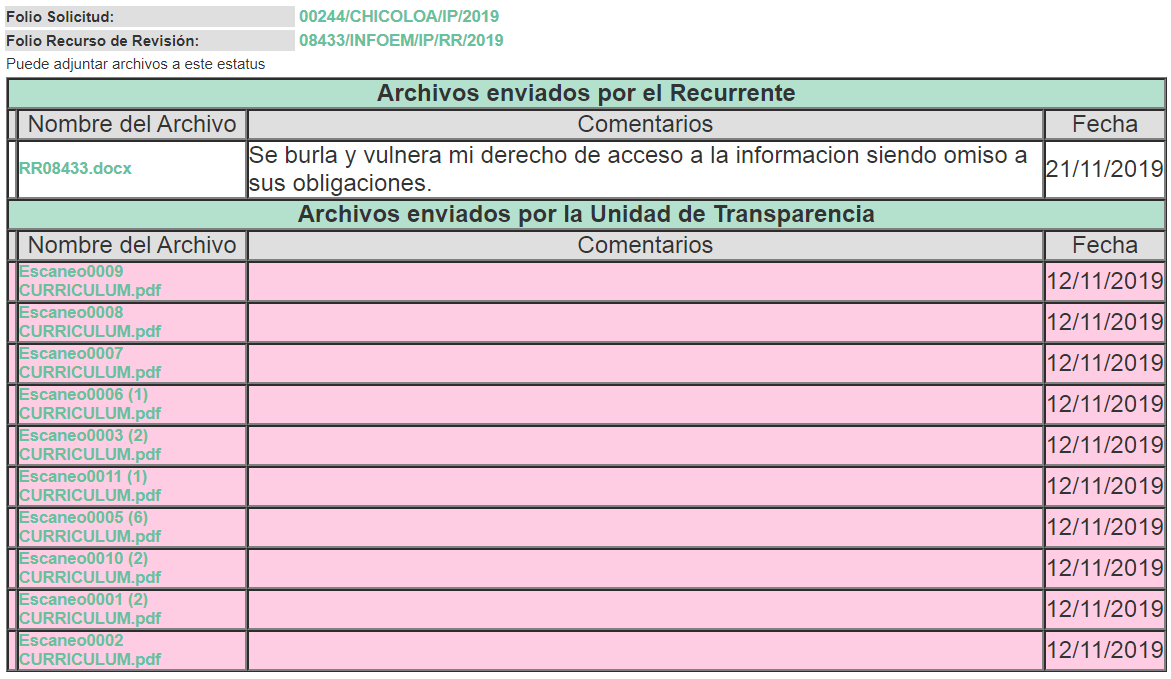 Folio Solicitud: 00244/CHICOLOA/IP/2019
Folio Recurso de Revisión: 08433/INFOEM/IP/RR/2019
Puede adjuntar archivos a este estatus
Archivos enviados por el Recurrente
Nombre del Archivo Comentarios Fecha
RR08433.docx Se burla y vulnera mi derecho de acceso a la informacion siendo omiso a 21/11/2019
sus obligaciones.
Archivos enviados por la Unidad de Transparencia
Nombre del Archivo Comentarios Fecha
Escaneo0009
CURRICULUM.pdf 12/11/2019
Escaneo0008
CURRICULUM.pdf 12/11/2019
Escaneo0007
CURRICULUM.pdf 12/11/2019
Escaneo0006 (1)
CURRICULUM.pdf 12/11/2019
Escaneo0003 (2)
CURRICULUM.pdf 12/11/2019
Escaneo0011 (1)
CURRICULUM.pdf 12/11/2019
Escaneo0005 (6)
CURRICULUM.pdf 12/11/2019
Escaneo0010 (2)
CURRICULUM.pdf 12/11/2019
Escaneo0001 (2)
CURRICULUM.pdf 12/11/2019
Escaneo0002
CURRICULUM.pdf 12/11/2019